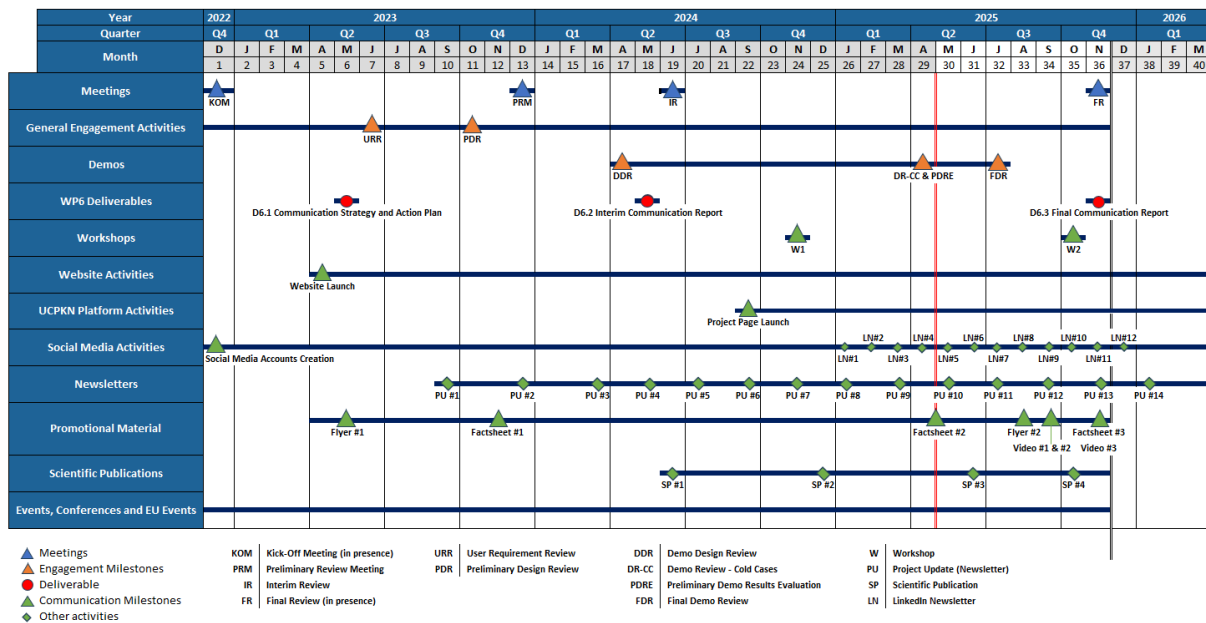 Year 2022 2023 2024 2025 2026
Quarter Q4 Q1 Q2 Q3 Q4 Q1 Q2 Q3 Q4 Q1 Q2 Q3 Q4 Q1
Month D J F M A M J J A S O N D J F M A M J J A S O N D J F M A M J J A S O N D J F M
1 2 3 4 5 6 7 8 9 10 11 12 13 14 15 16 17 18 19 20 21 22 23 24 25 26 27 28 29 30 31 32 33 34 35 36 37 38 39 40
Meetings
KOM PRM IR FR
General Engagement Activities
URR PDR
Demos
DDR DR-CC & PDRE FDR
WP6 Deliverables
D6.1 Communication Strategy and Action Plan D6.2 Interim Communication Report D6.3 Final Communication Report
Workshops
W1 W2
Website Activities
Website Launch
UCPKN Platform Activities
Project Page Launch
LN#2 LN#4 LN#6 LN#8 LN#10 LN#12
Social Media Activities
Social Media Accounts Creation LN#1 LN#3 LN#5 LN#7 LN#9 LN#11
Newsletters
PU #1 PU #2 PU #3 PU #4 PU #5 PU #6 PU #7 PU #8 PU #9 PU #10 PU #11 PU #12 PU #13 PU #14
Promotional Material
Flyer #1 Factsheet #1 Factsheet #2 Flyer #2 Factsheet #3
Video #1 & #2 Video #3
Scientific Publications
SP #1 SP #2 SP #3 SP #4
Events, Conferences and EU Events
Meetings
Engagement Milestones
Deliverable
Communication Milestones
Other activities
KOM Kick-Off Meeting (in presence)
PRM Preliminary Review Meeting
IR Interim Review
FR Final Review (in presence)
URR User Requirement Review
PDR Preliminary Design Review
DDR Demo Design Review
DR-CC Demo Review - Cold Cases
PDRE Preliminary Demo Results Evaluation
FDR Final Demo Review
W Workshop
PU Project Update (Newsletter)
SP Scientific Publication
LN LinkedIn Newsletter